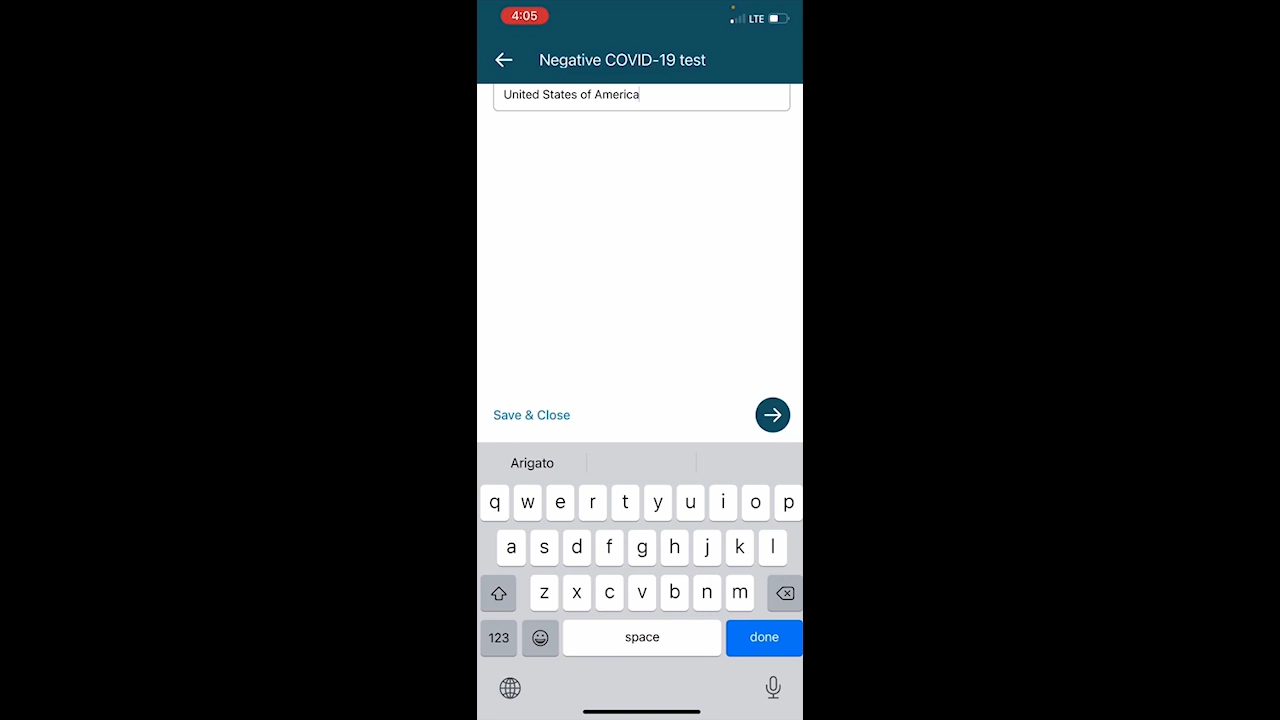 4:05
LTE
Negative COVID-19 test
United States of America
Save & Close
Arigato
q w e r t y u i o p
a s d f g h j k l
z x c v b n m
123 space done